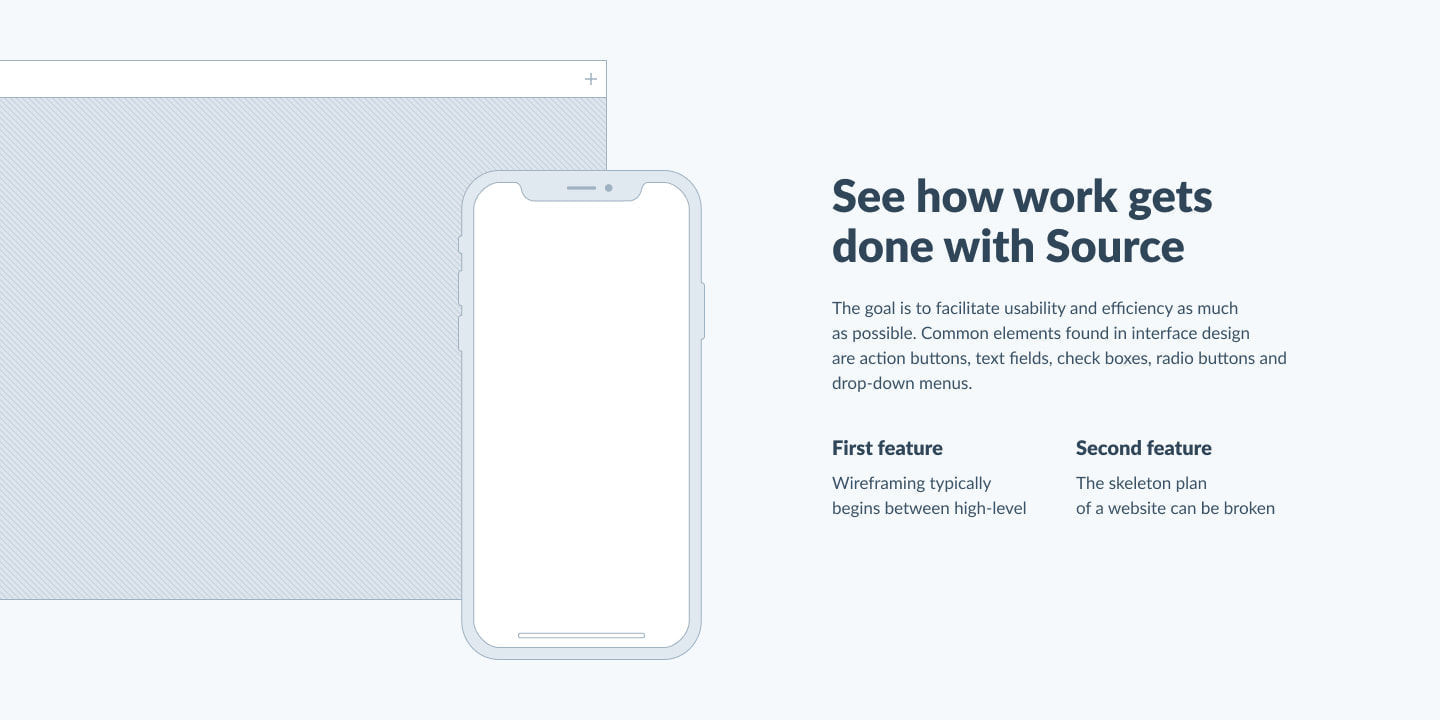 See how work gets
done with Source
The goal is to facilitate usability and efficiency as much
as possible. Common elements found in interface design
are action buttons, text fields, check boxes, radio buttons and
drop-down menus.
First feature
Wireframing typically
begins between high-level
Second feature
The skeleton plan
of a website can be broken